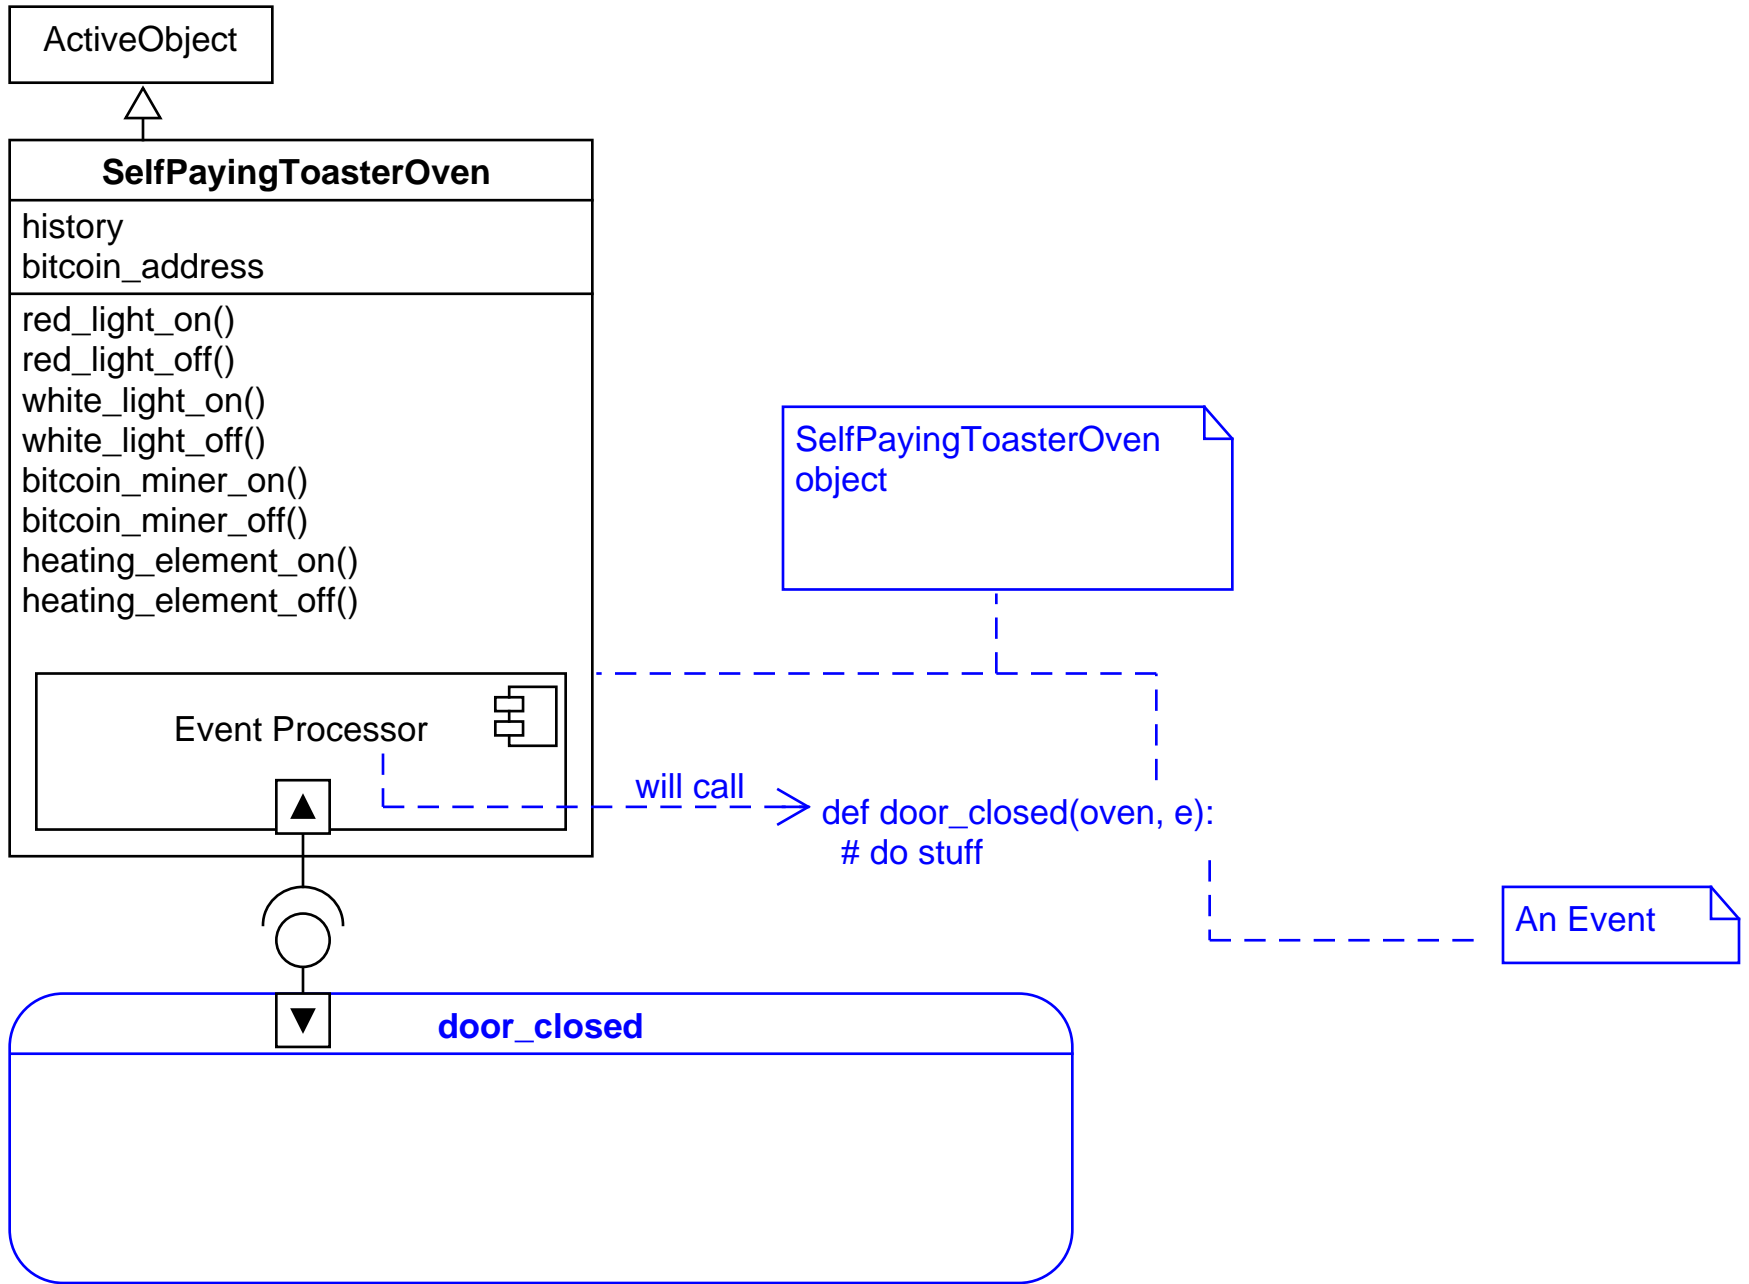 ActiveObject
SelfPayingToasterOven
history
bitcoin_address
red_light_on()
red_light_off()
white_light_on()
white_light_off()
bitcoin_miner_on()
bitcoin_miner_off()
heating_element_on()
heating_element_off()
Event Processor
SelfPayingToasterOven
object
will call
def door_closed(oven, e):
# do stuff
An Event
door_closed